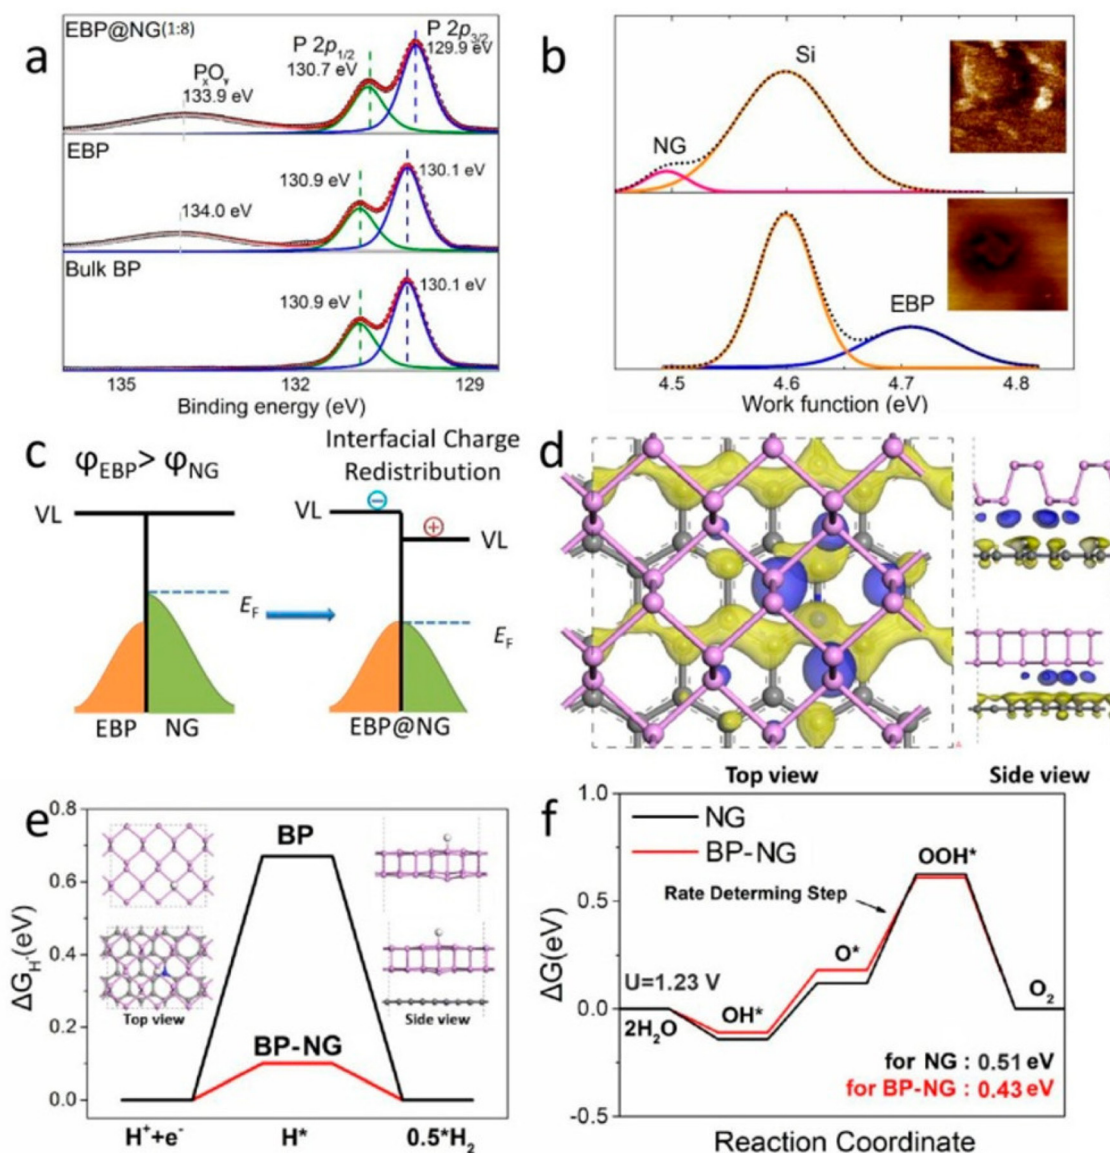 a
EBP@NG(1:8)
P 2p1/2
130.7 eV
P 2p3/2
129.9 eV
PxOy
133.9 eV
EBP
130.9 eV
130.1 eV
134.0 eV
Bulk BP
130.9 eV
130.1 eV
135
132
129
Binding energy (eV)
b
Si
NG
EBP
4.5
4.6
4.7
4.8
Work function (eV)
c
φEBP> φNG
Interfacial Charge
Redistribution
VL
VL
VL
EF
EF
EBP
NG
EBP@NG
d
Top view
Side view
e
0.8
0.6
0.4
0.2
0.0
ΔGH*(eV)
BP
BP-NG
Top view
Side view
H⁺+e⁻
H*
0.5*H2
f
1.0
0.5
0.0
-0.5
ΔG(eV)
NG
BP-NG
OOH*
Rate Determing Step
O*
U=1.23 V
OH*
2H2O
O2
for NG : 0.51 eV
for BP-NG : 0.43 eV
Reaction Coordinate